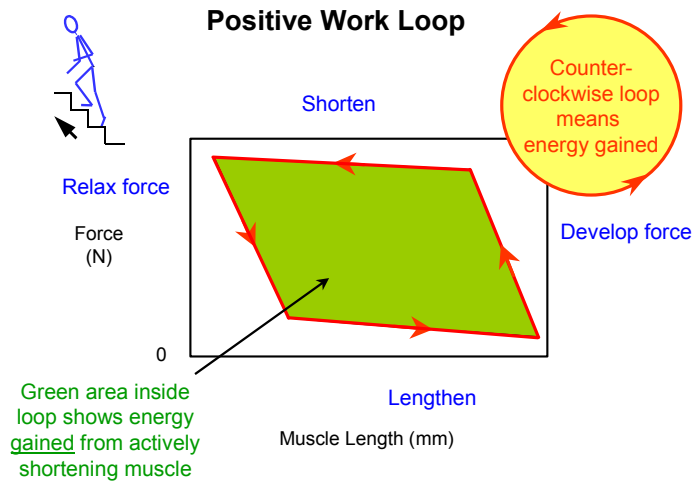 Positive Work Loop
Counter-
clockwise loop
means
energy gained
Shorten
Relax force
Force
(N)
Develop force
0
Green area inside
loop shows energy
gained from actively
shortening muscle
Lengthen
Muscle Length (mm)